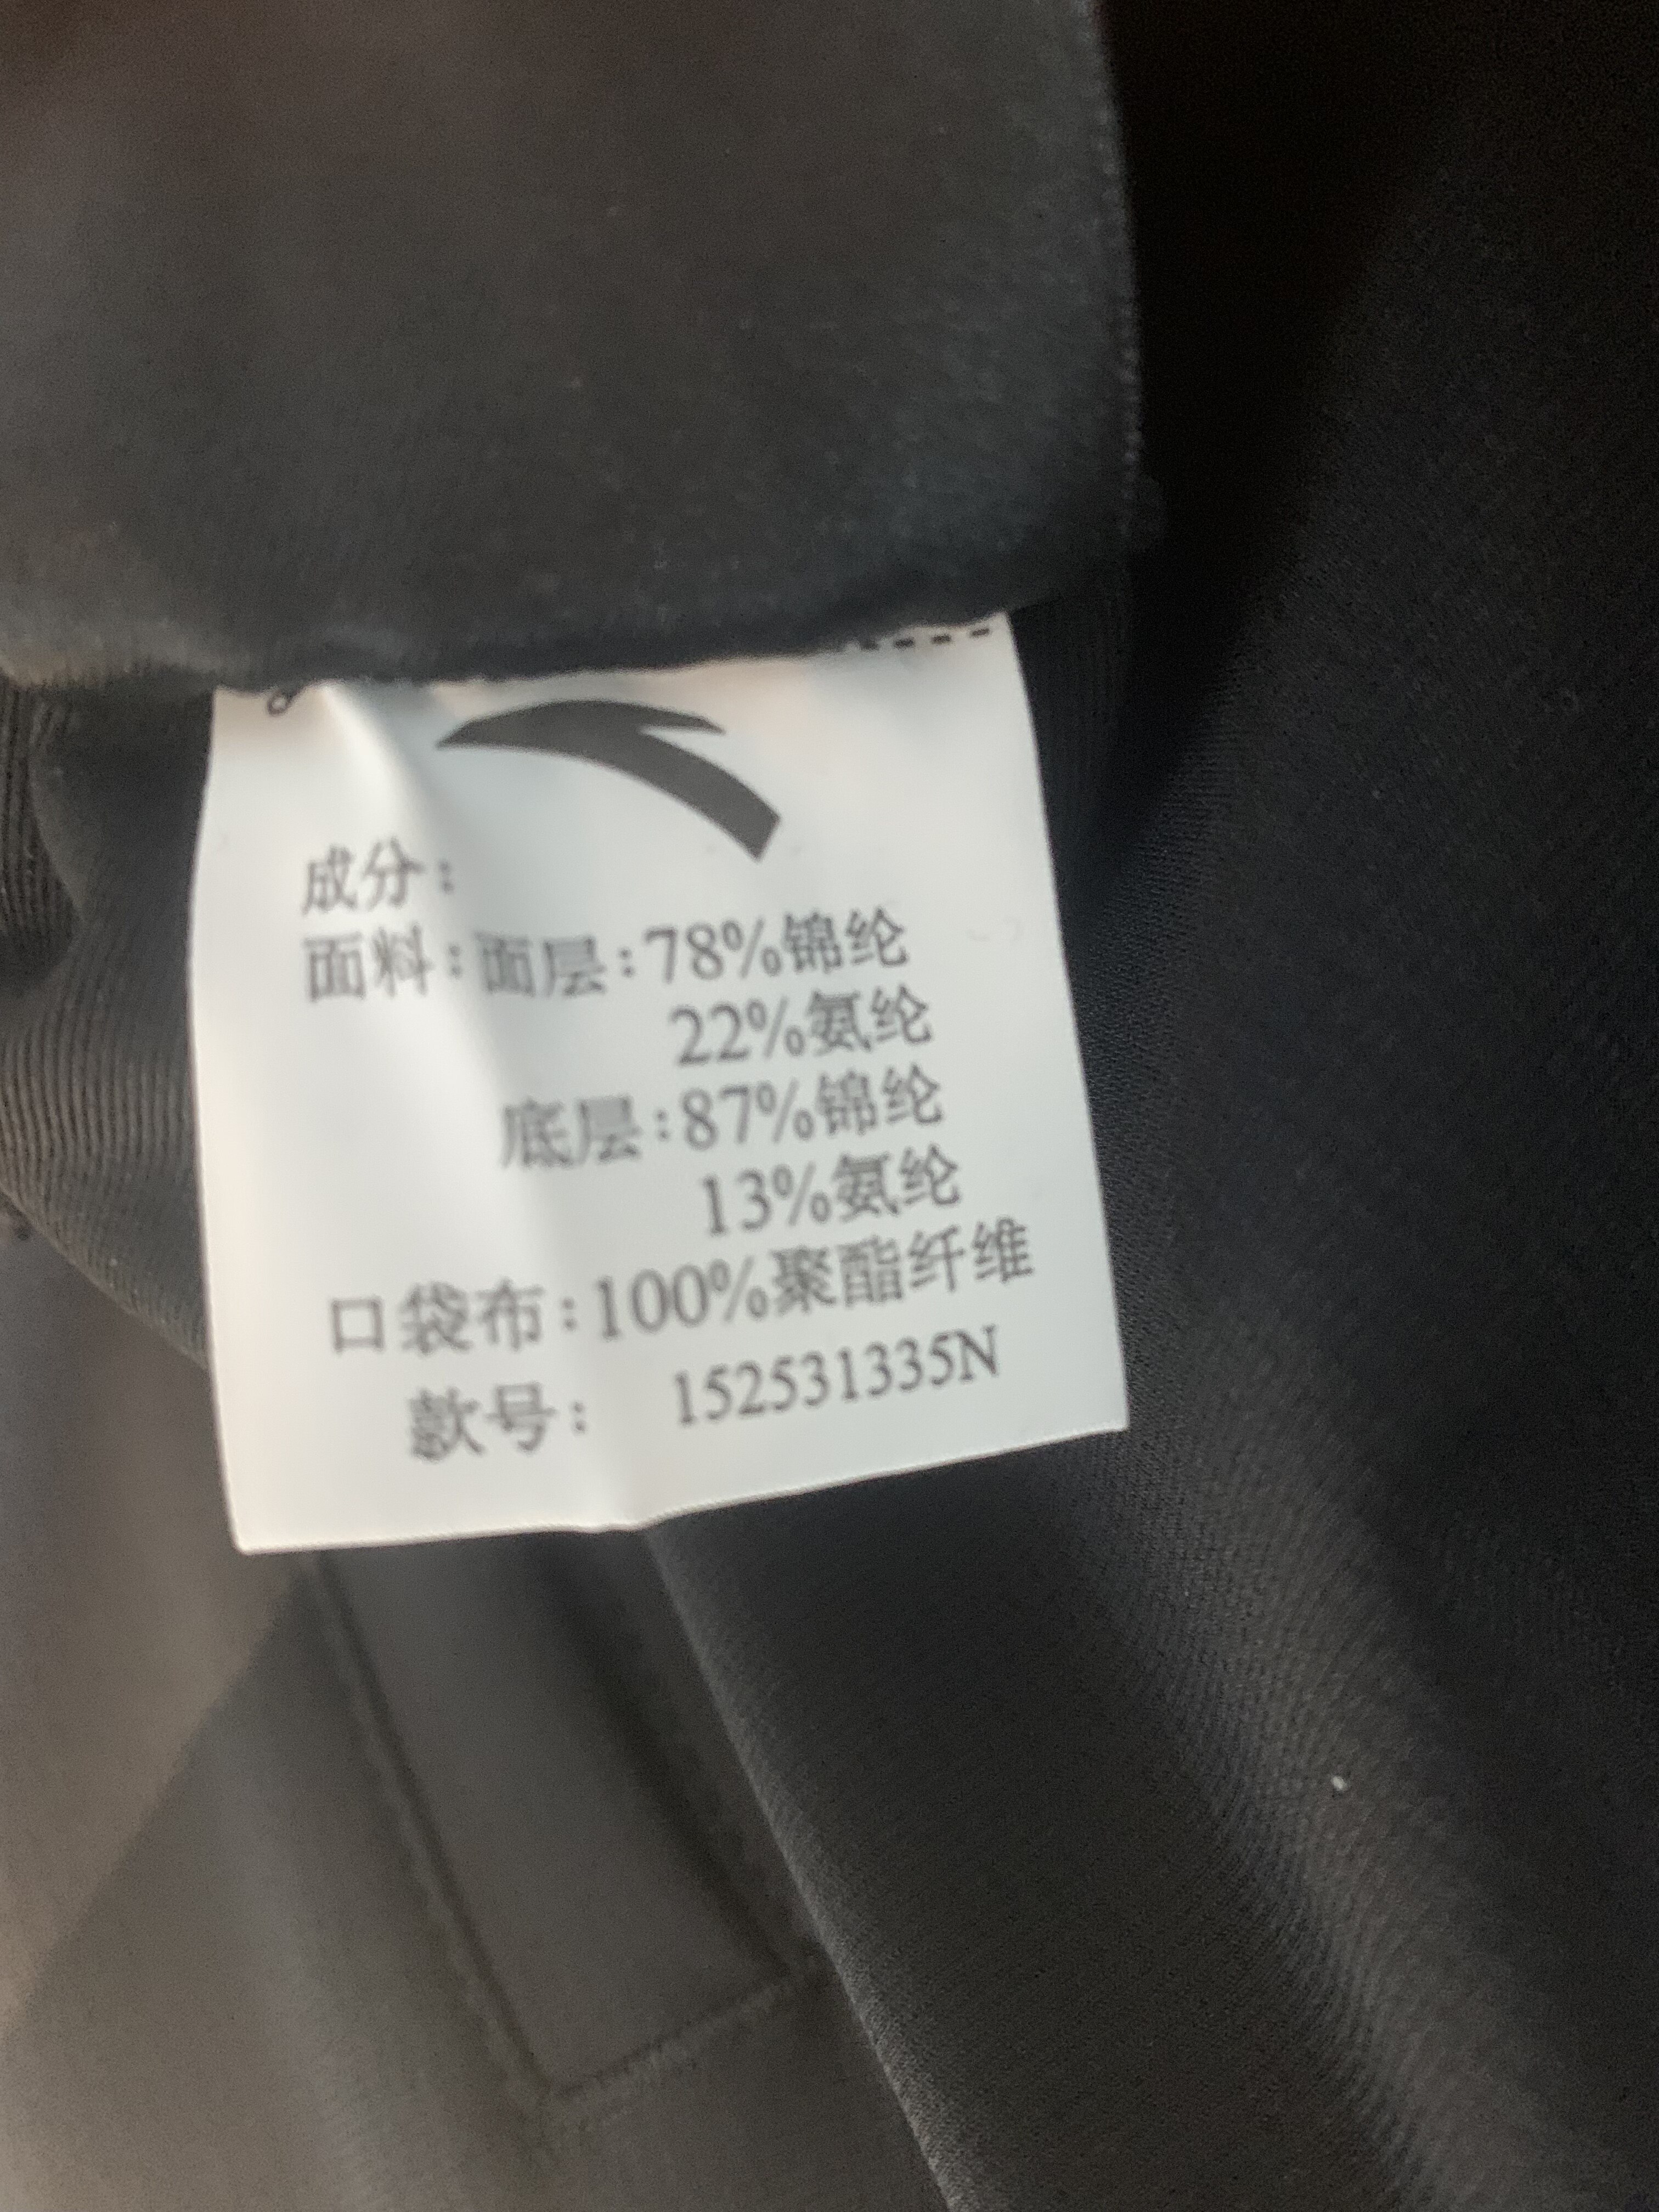 成分:
面料:面层:78%锦纶
22%氨纶
底层:87%锦纶
13%氨纶
口袋布:100%聚酯纤维
款号: 152531335N